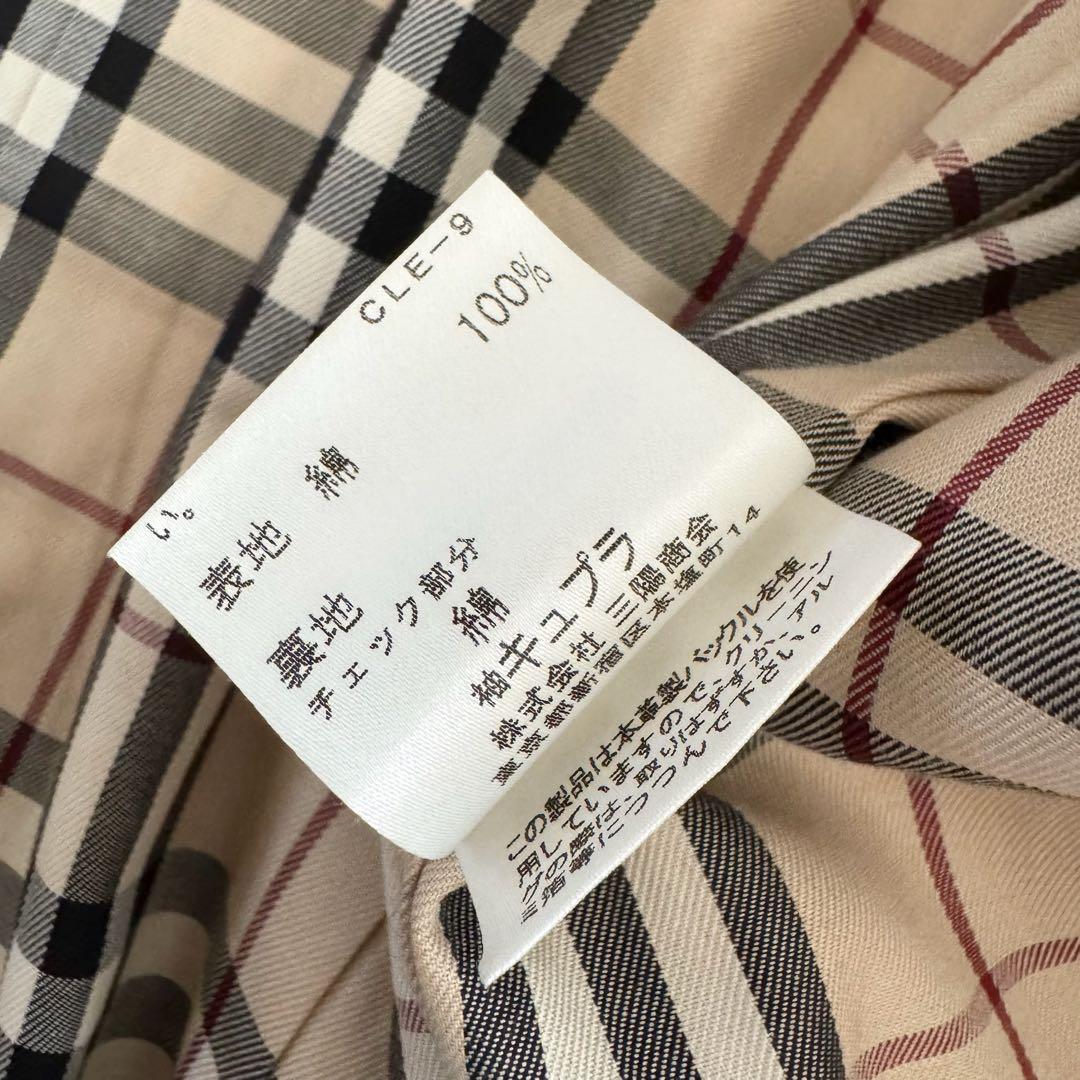 CLE-9
い。
表地 綿 100%
裏地
チェック部分
綿
袖キュプラ
株式会社三陽商会
東京都新宿区本塩町14
この製品は本革製バックルを使
用していますので、クリーニン
グの際は、取りはずすか、アル
箔等につつんで下さい。